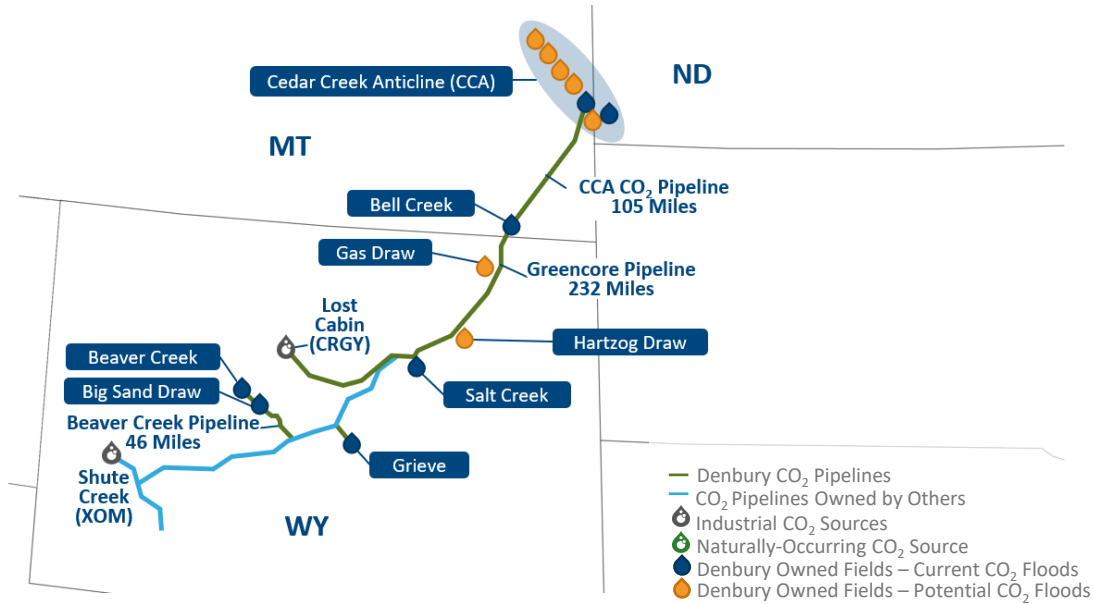 ND
Cedar Creek Anticline (CCA)
MT
CCA CO₂ Pipeline
105 Miles
Bell Creek
Gas Draw
Greencore Pipeline
232 Miles
Lost
Cabin
(CRGY)
Hartzog Draw
Beaver Creek
Big Sand Draw
Salt Creek
Beaver Creek Pipeline
46 Miles
Grieve
Shute
Creek
(XOM)
WY
Denbury CO₂ Pipelines
CO₂ Pipelines Owned by Others
Industrial CO₂ Sources
Naturally-Occurring CO₂ Source
Denbury Owned Fields – Current CO₂ Floods
Denbury Owned Fields – Potential CO₂ Floods